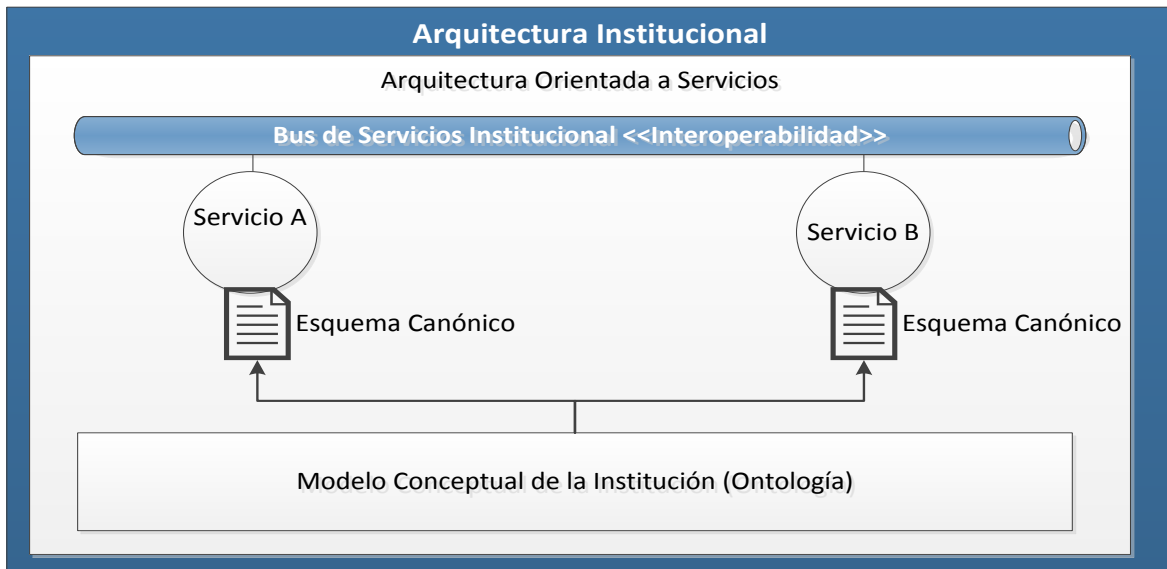 Arquitectura Institucional
Arquitectura Orientada a Servicios
Bus de Servicios Institucional <<Interoperabilidad>>
Servicio A
Servicio B
Esquema Canónico
Esquema Canónico
Modelo Conceptual de la Institución (Ontología)